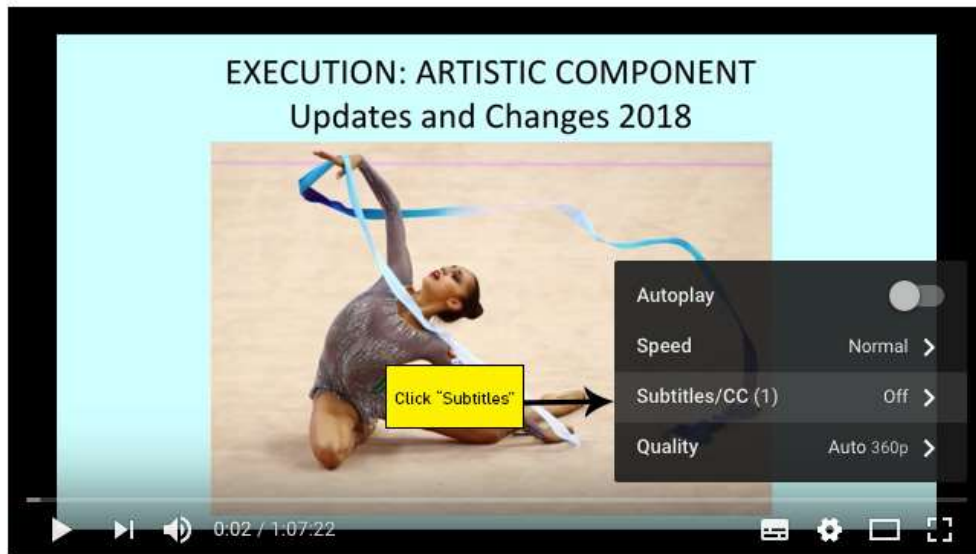 EXECUTION: ARTISTIC COMPONENT
Updates and Changes 2018
Autoplay
Speed Normal
Click "Subtitles"
Subtitles/CC (1) Off
Quality Auto 360p
0:02 / 1:07:22